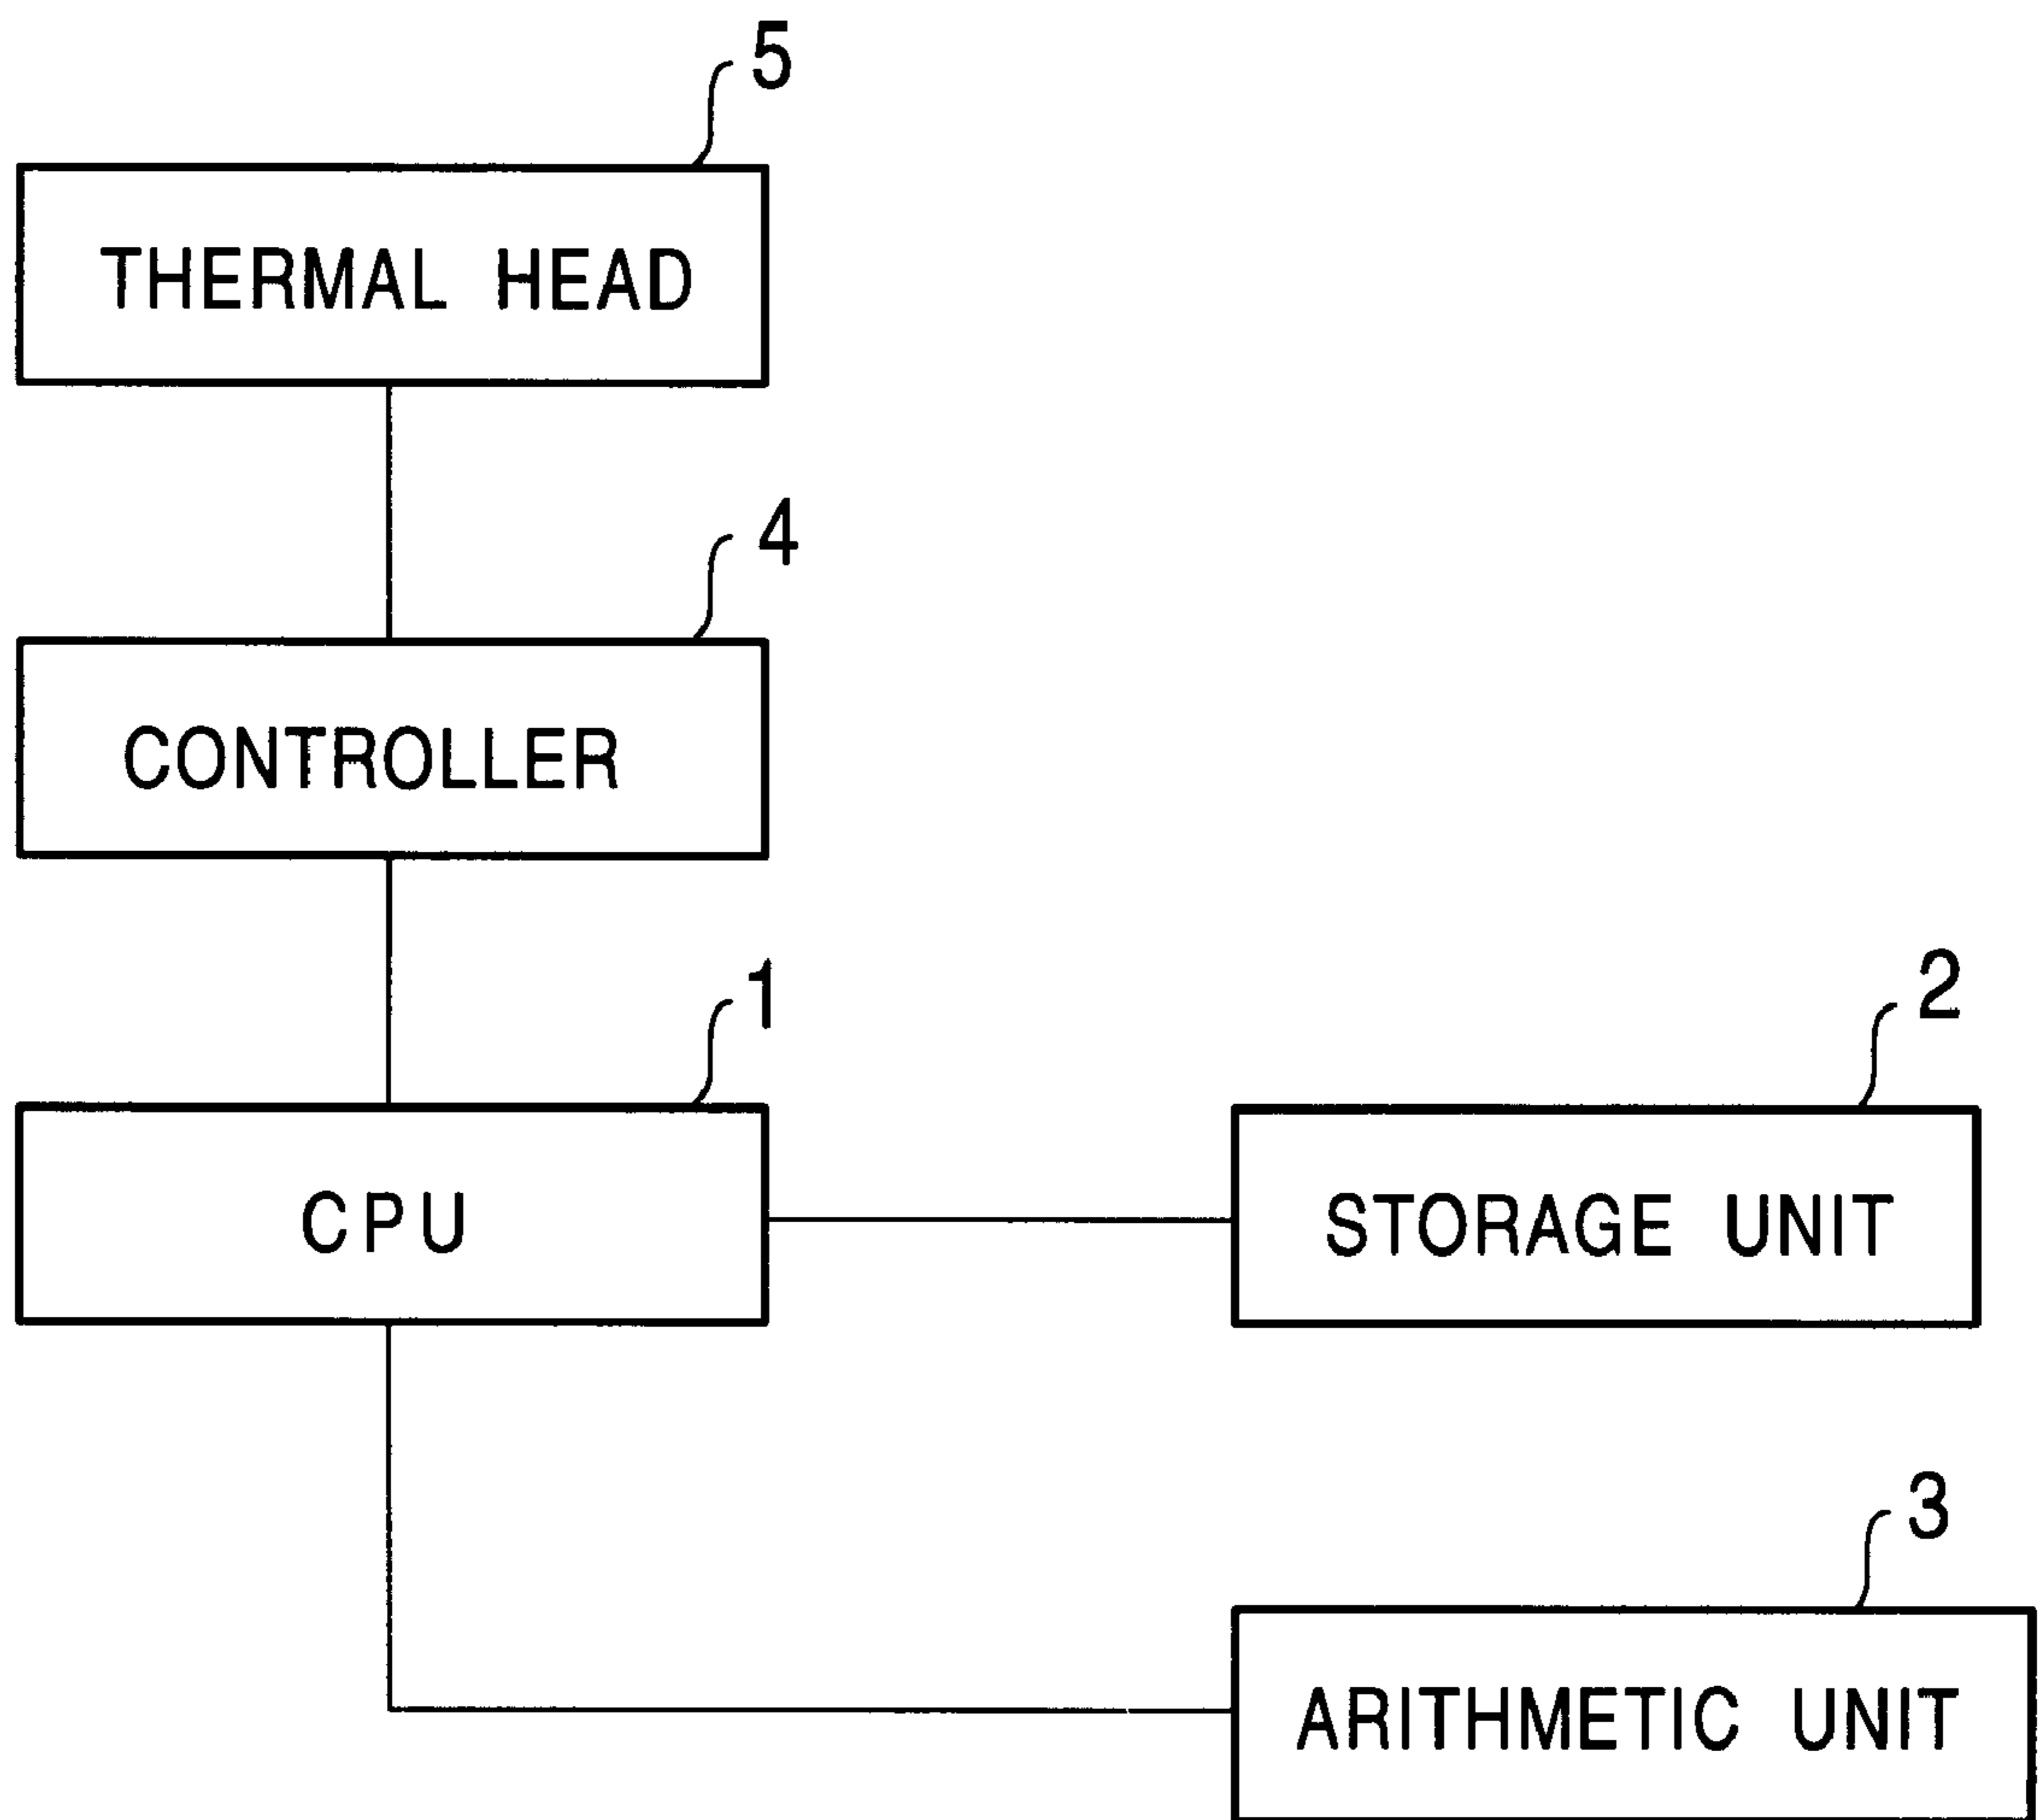 5
THERMAL HEAD
4
CONTROLLER
1
2
CPU
STORAGE UNIT
3
ARITHMETIC UNIT